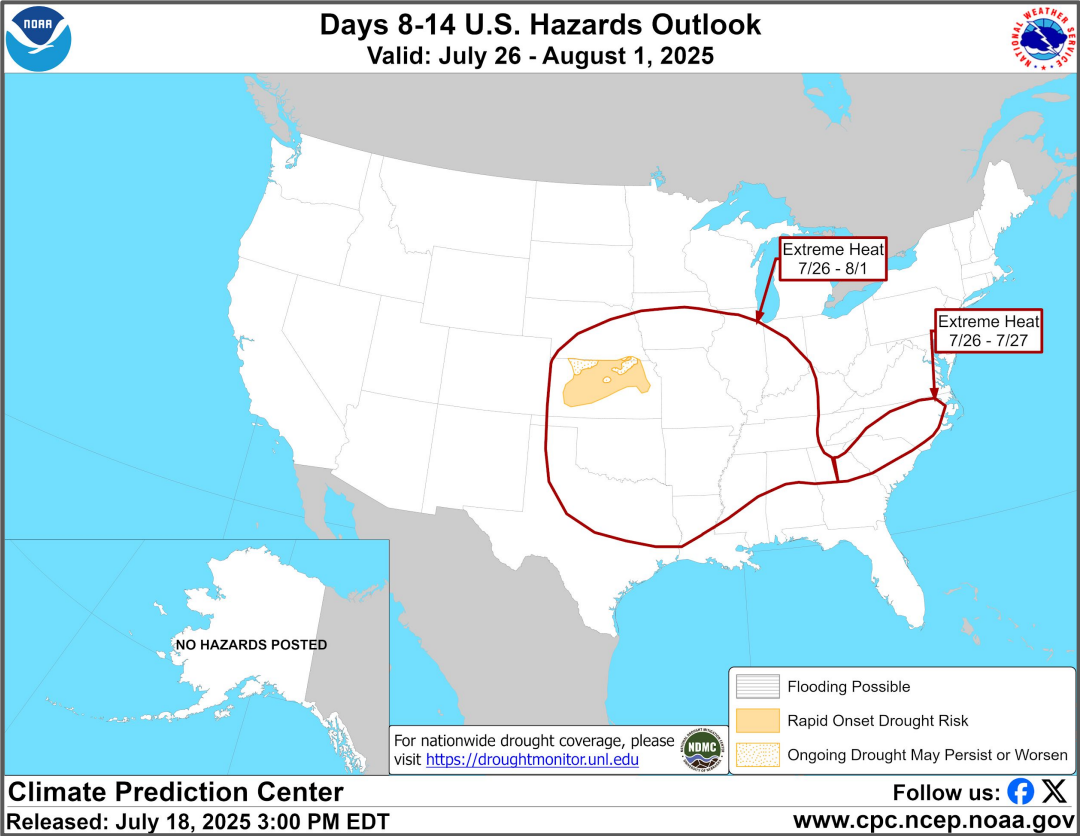 NOAA
Days 8-14 U.S. Hazards Outlook
Valid: July 26 - August 1, 2025
NATIONAL WEATHER SERVICE
Extreme Heat
7/26 - 8/1
Extreme Heat
7/26 - 7/27
NO HAZARDS POSTED
For nationwide drought coverage, please
visit https://droughtmonitor.unl.edu
NDMC
Flooding Possible
Rapid Onset Drought Risk
Ongoing Drought May Persist or Worsen
Climate Prediction Center
Released: July 18, 2025 3:00 PM EDT
Follow us:
www.cpc.ncep.noaa.gov